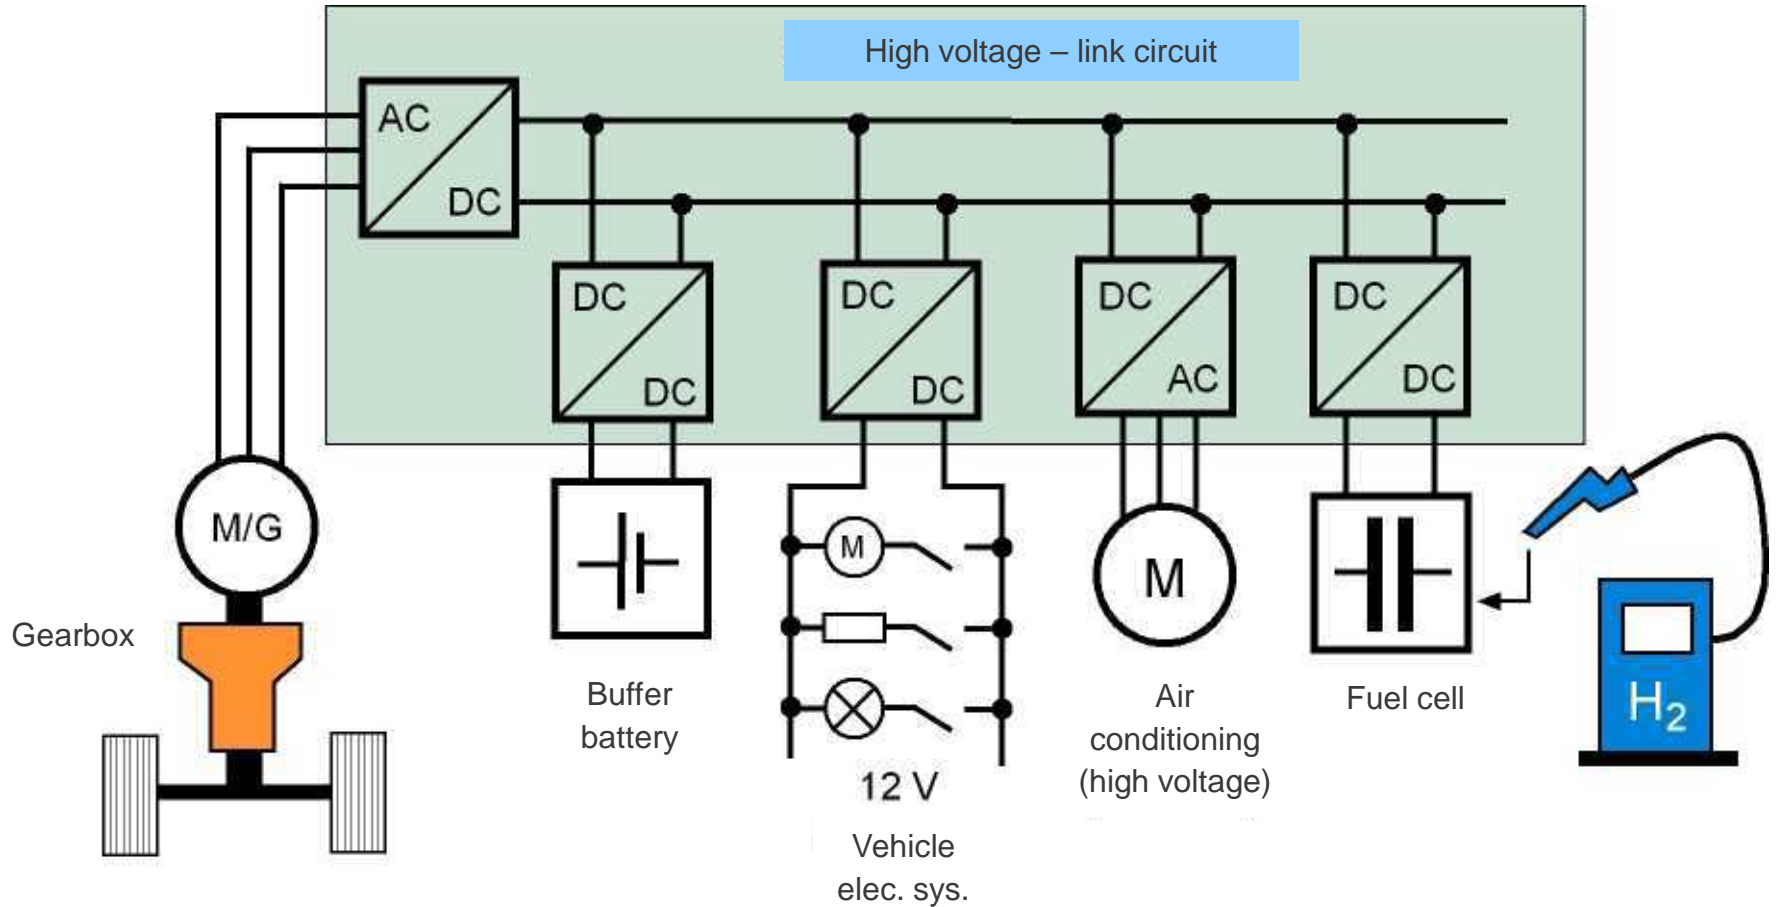 High voltage – link circuit
AC
DC
DC
DC
DC
DC
DC
AC
DC
DC
M/G
M
M
Gearbox
Buffer
battery
12 V
Vehicle
elec. sys.
Air
conditioning
(high voltage)
Fuel cell
H₂